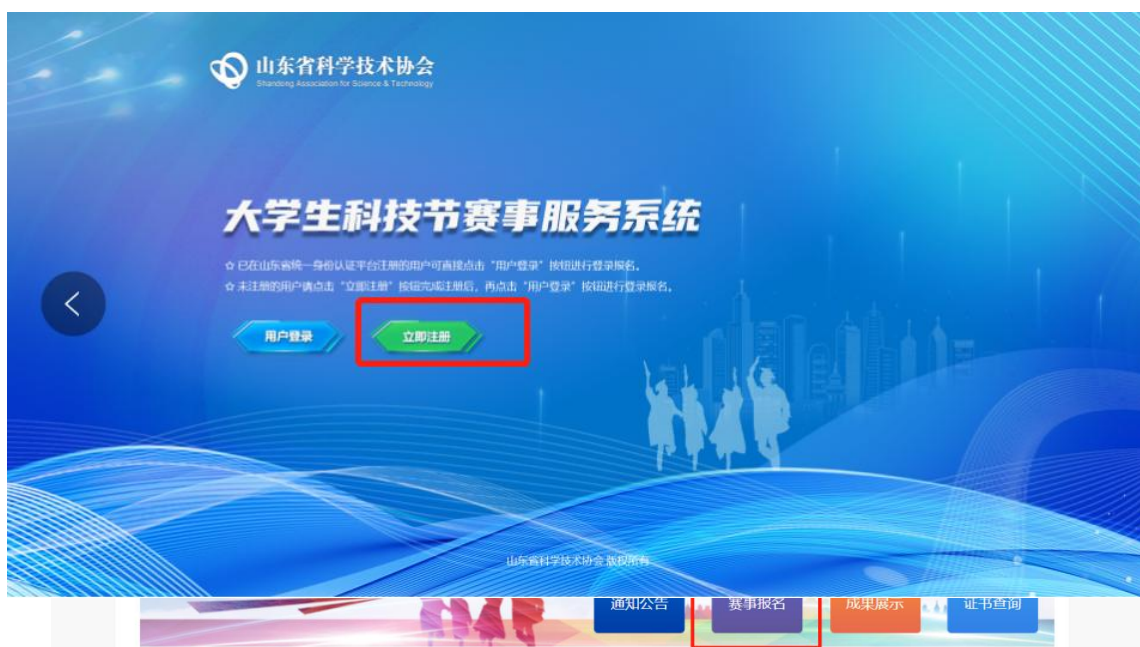 山东省科学技术协会
Shandong Association for Science & Technology
大学生科技节赛事服务系统
☆ 已在山东省统一身份认证平台注册的用户可直接点击“用户登录”按钮进行登录报名。
☆ 未注册的用户请点击“立即注册”按钮完成注册后，再点击“用户登录”按钮进行登录报名。
用户登录
立即注册
山东省科学技术协会 版权所有
通知公告
赛事报名
成果展示
证书查询